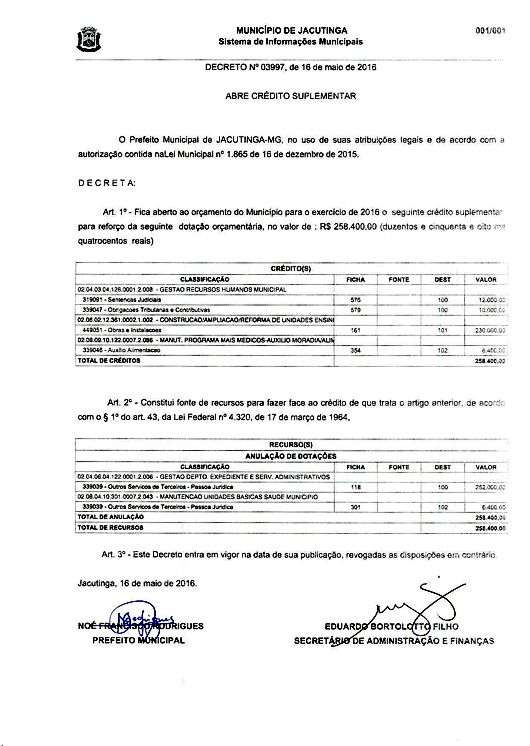 MUNICÍPIO DE JACUTINGA
001/001
Sistema de Informações Municipais
DECRETO Nº 03997, de 16 de maio de 2016
ABRE CRÉDITO SUPLEMENTAR
O Prefeito Municipal de JACUTINGA-MG, no uso de suas atribuições legais e de acordo com a
autorização contida naLei Municipal nº 1.865 de 16 de dezembro de 2015.
D E C R E T A:
Art. 1º - Fica aberto ao orçamento do Município para o exercício de 2016 o seguinte crédito suplementar
para reforço da seguinte dotação orçamentária, no valor de : R$ 258.400,00 (duzentos e cinquenta e oito mil
quatrocentos reais)
CRÉDITO(S)
CLASSIFICAÇÃO FICHA FONTE DEST VALOR
02.04.03.04.128.0001.2.008 - GESTAO RECURSOS HUMANOS MUNICIPAL
319091 - Sentencas Judiciais 576 100 12.000,00
339047 - Obrigacoes Tributarias e Contributivas 579 100 10.000,00
02.06.02.12.361.0002.1.002 - CONSTRUCAO/AMPLIACAO/REFORMA DE UNIDADES ENSIN
449051 - Obras e Instalacoes 161 101 230.000,00
02.08.09.10.122.0007.2.086 - MANUT. PROGRAMA MAIS MEDICOS-AUXILIO MORADIA/ALIM
339046 - Auxilio Alimentacao 354 102 6.400,00
TOTAL DE CRÉDITOS 258.400,00
Art. 2º - Constitui fonte de recursos para fazer face ao crédito de que trata o artigo anterior, de acordo
com o § 1º do art. 43, da Lei Federal nº 4.320, de 17 de março de 1964,
RECURSO(S)
ANULAÇÃO DE DOTAÇÕES
CLASSIFICAÇÃO FICHA FONTE DEST VALOR
02.04.06.04.122.0001.2.006 - GESTAO DEPTO. EXPEDIENTE E SERV. ADMINISTRATIVOS
339039 - Outros Servicos de Terceiros - Pessoa Juridica 118 100 252.000,00
02.08.04.10.301.0007.2.043 - MANUTENCAO UNIDADES BASICAS SAUDE MUNICIPIO
339039 - Outros Servicos de Terceiros - Pessoa Juridica 301 102 6.400,00
TOTAL DE ANULAÇÃO 258.400,00
TOTAL DE RECURSOS 258.400,00
Art. 3º - Este Decreto entra em vigor na data de sua publicação, revogadas as disposições em contrário.
Jacutinga, 16 de maio de 2016.
NOÉ FRANCISCO RODRIGUES
EDUARDO BORTOLOTTO FILHO
PREFEITO MUNICIPAL
SECRETÁRIO DE ADMINISTRAÇÃO E FINANÇAS